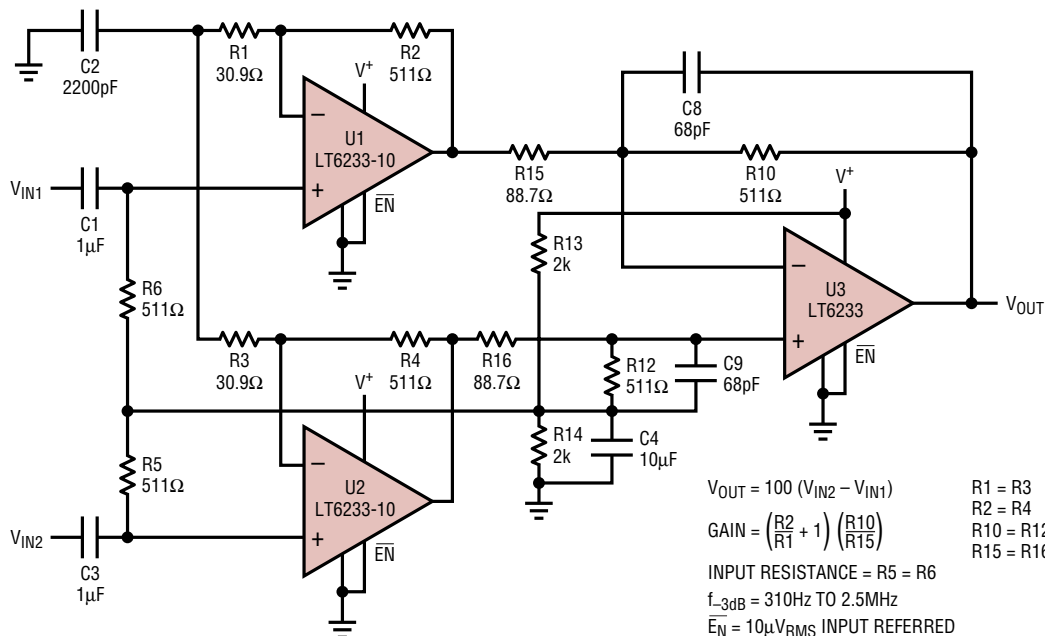 C2
2200pF
R1
30.9Ω
R2
511Ω
V+
U1
LT6233-10
EN
VIN1
C1
1µF
R15
88.7Ω
C8
68pF
R10
511Ω
V+
R13
2k
R6
511Ω
U3
LT6233
VOUT
EN
R3
30.9Ω
R4
511Ω
R16
88.7Ω
R12
511Ω
C9
68pF
V+
R14
2k
C4
10µF
R5
511Ω
U2
LT6233-10
EN
VIN2
C3
1µF
VOUT = 100 (VIN2 – VIN1)
GAIN = (R2/R1 + 1) (R10/R15)
INPUT RESISTANCE = R5 = R6
f–3dB = 310Hz TO 2.5MHz
EN = 10µVRMS INPUT REFERRED
R1 = R3
R2 = R4
R10 = R12
R15 = R16